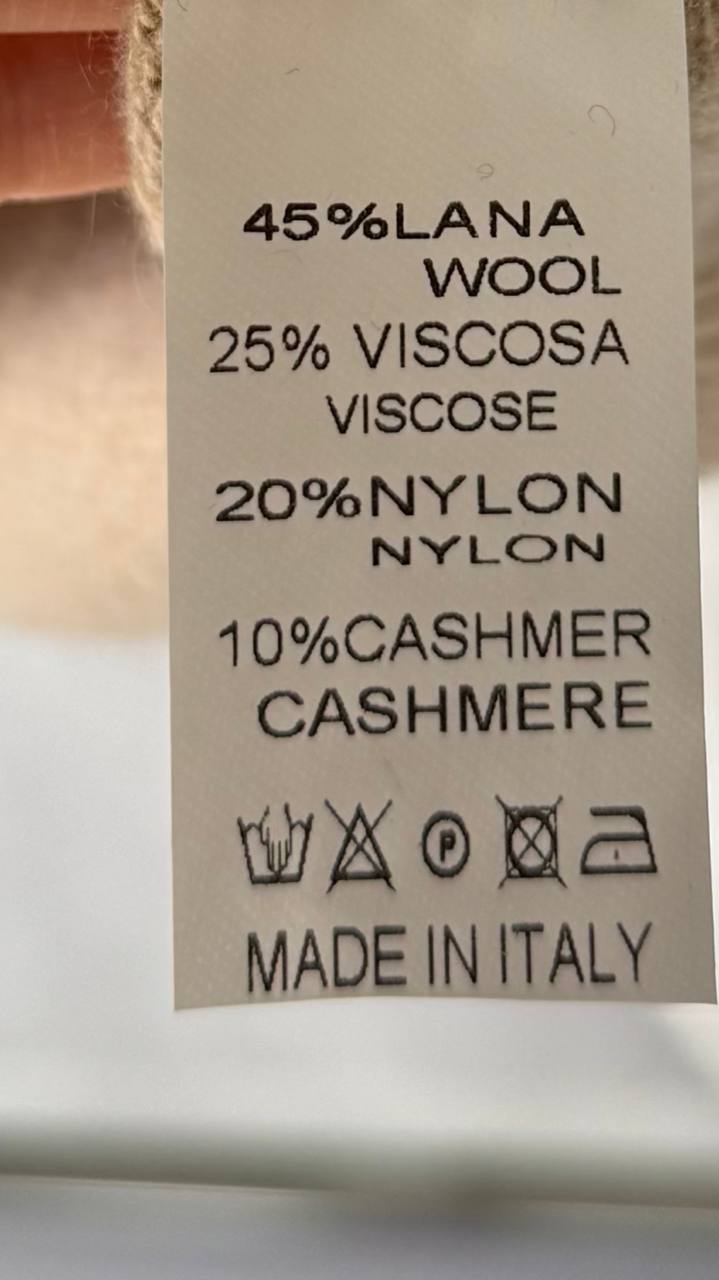 45%LANA
WOOL
25% VISCOSA
VISCOSE
20%NYLON
NYLON
10%CASHMER
CASHMERE
P
MADE IN ITALY